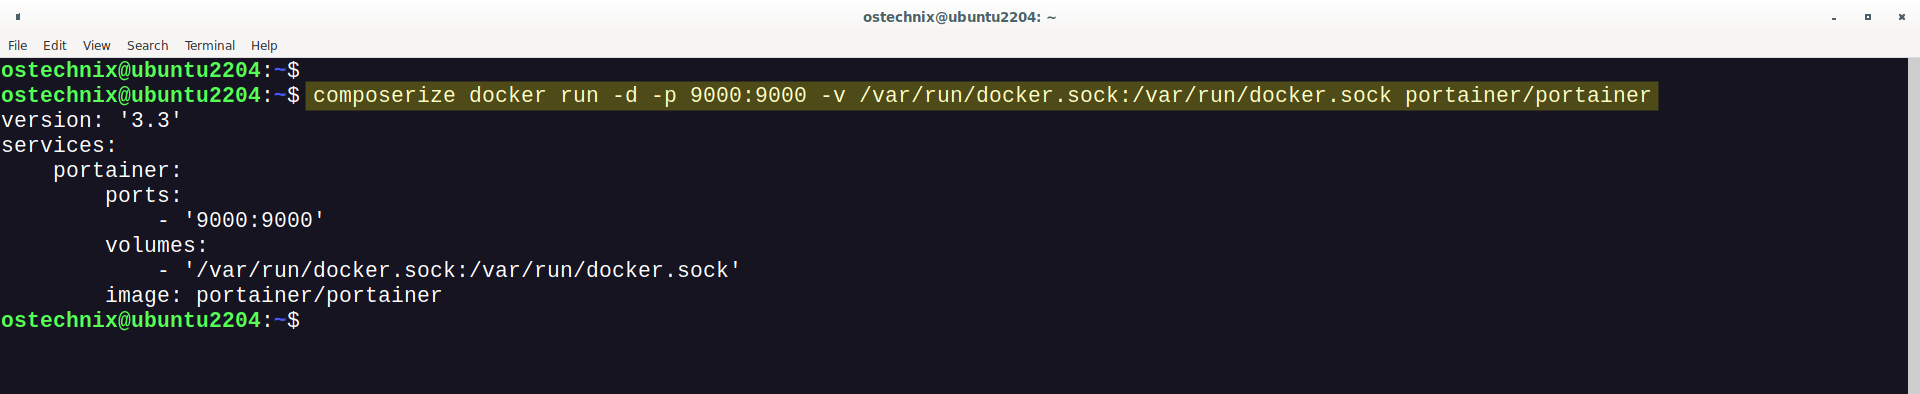 ostechnix@ubuntu2204: ~
File Edit View Search Terminal Help
ostechnix@ubuntu2204:~$
ostechnix@ubuntu2204:~$ composerize docker run -d -p 9000:9000 -v /var/run/docker.sock:/var/run/docker.sock portainer/portainer
version: '3.3'
services:
    portainer:
        ports:
            - '9000:9000'
        volumes:
            - '/var/run/docker.sock:/var/run/docker.sock'
        image: portainer/portainer
ostechnix@ubuntu2204:~$